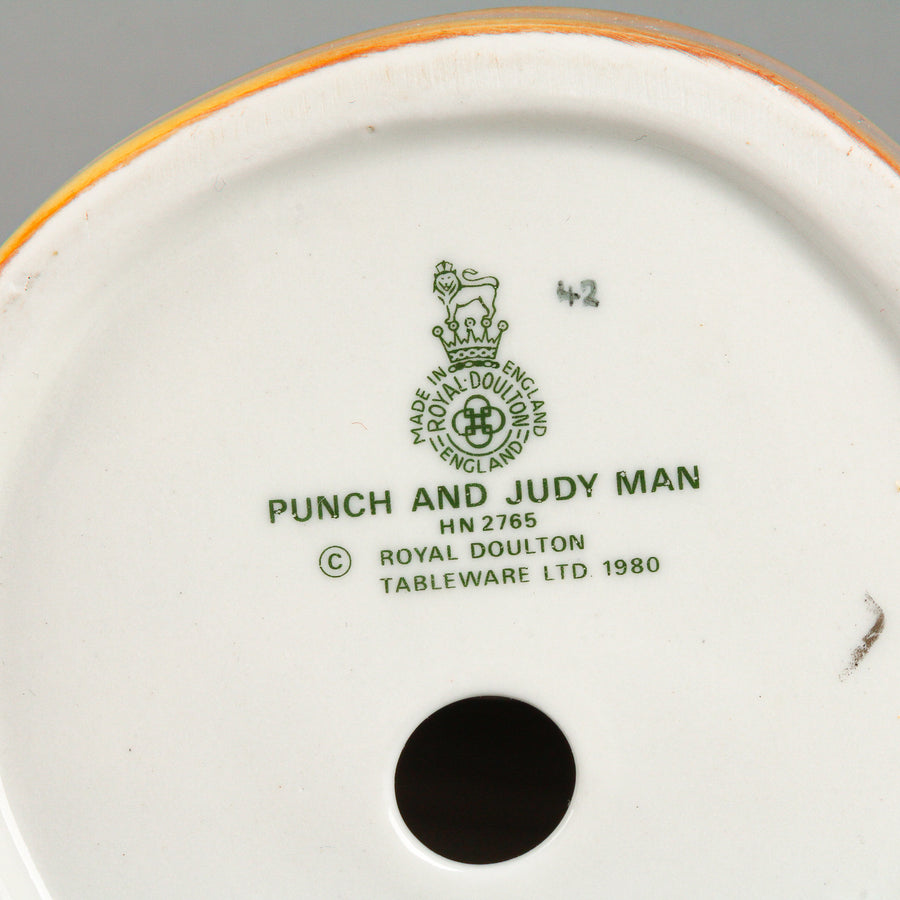 42
MADE IN ENGLAND
ROYAL·DOULTON
ENGLAND
PUNCH AND JUDY MAN
HN 2765
© ROYAL DOULTON
TABLEWARE LTD. 1980